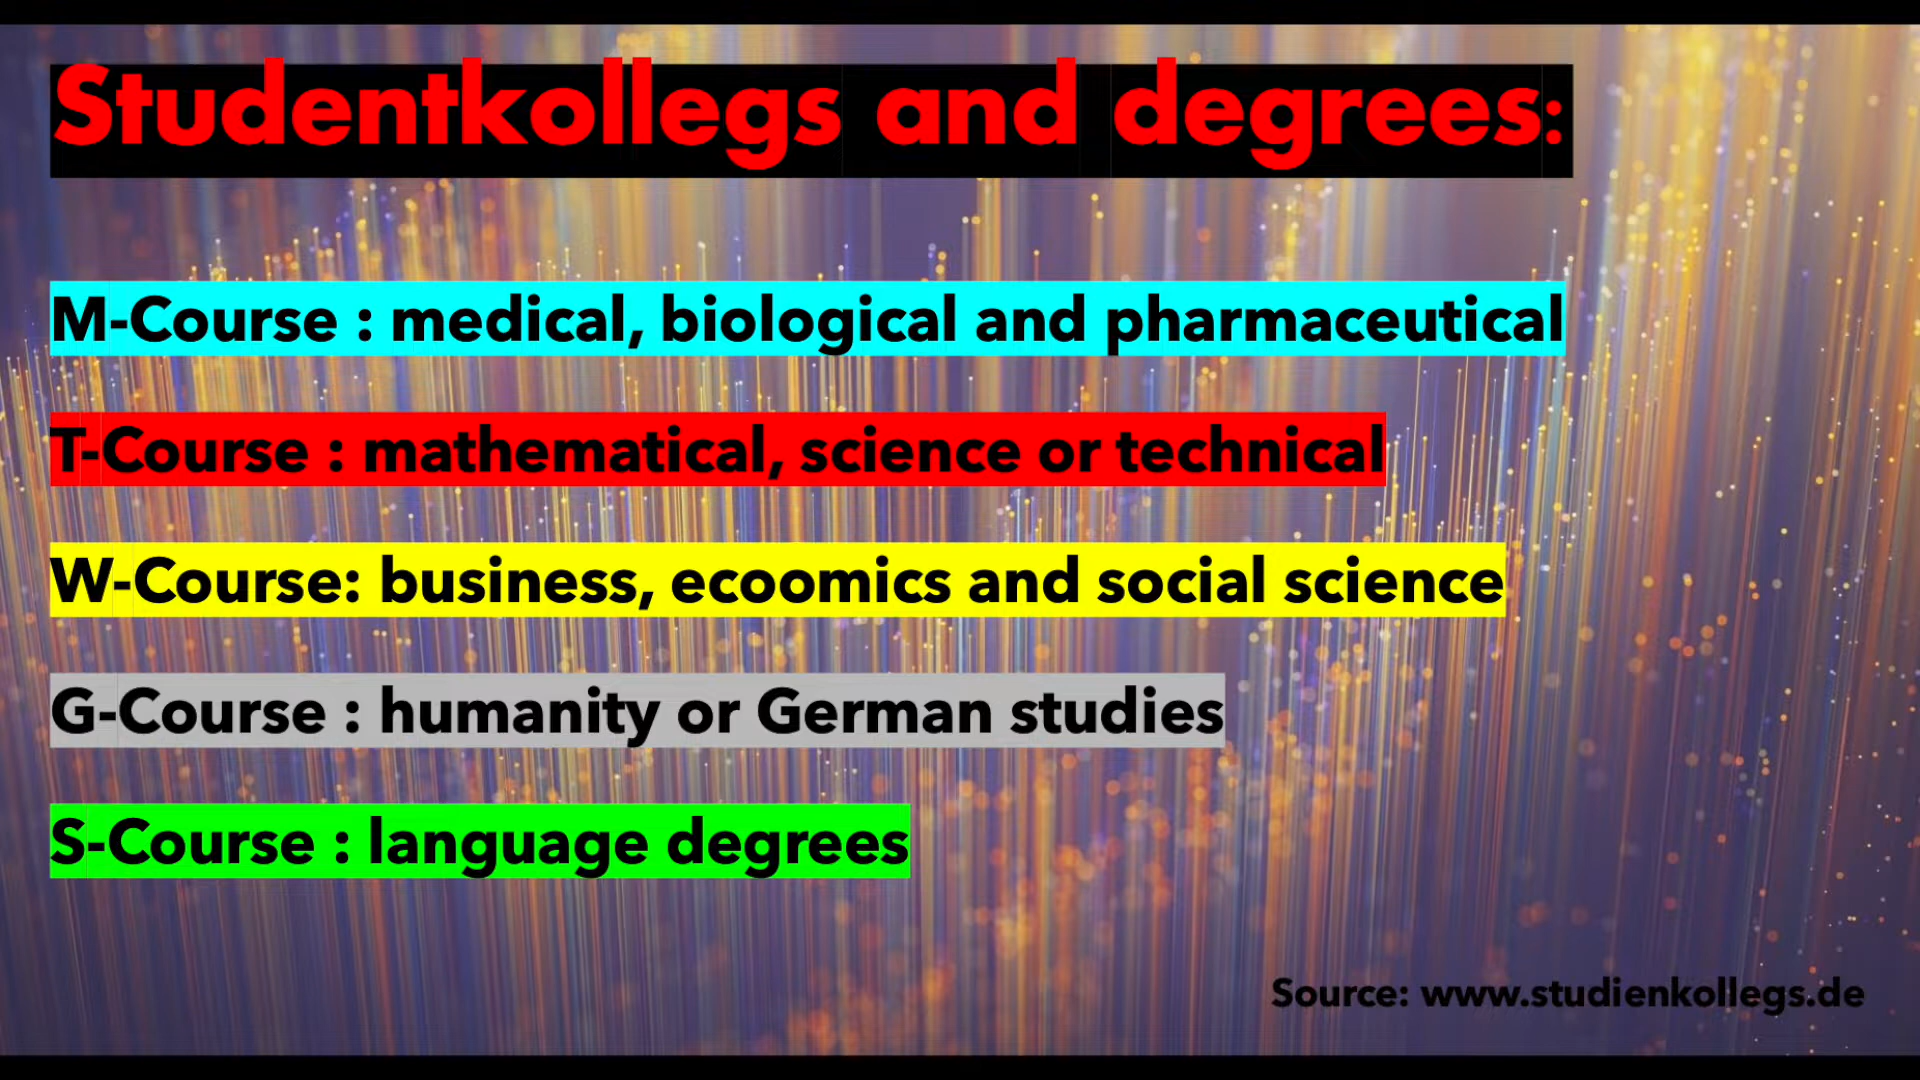 Studentkollegs and degrees:
M-Course : medical, biological and pharmaceutical
T-Course : mathematical, science or technical
W-Course: business, ecoomics and social science
G-Course : humanity or German studies
S-Course : language degrees
Source: www.studienkollegs.de